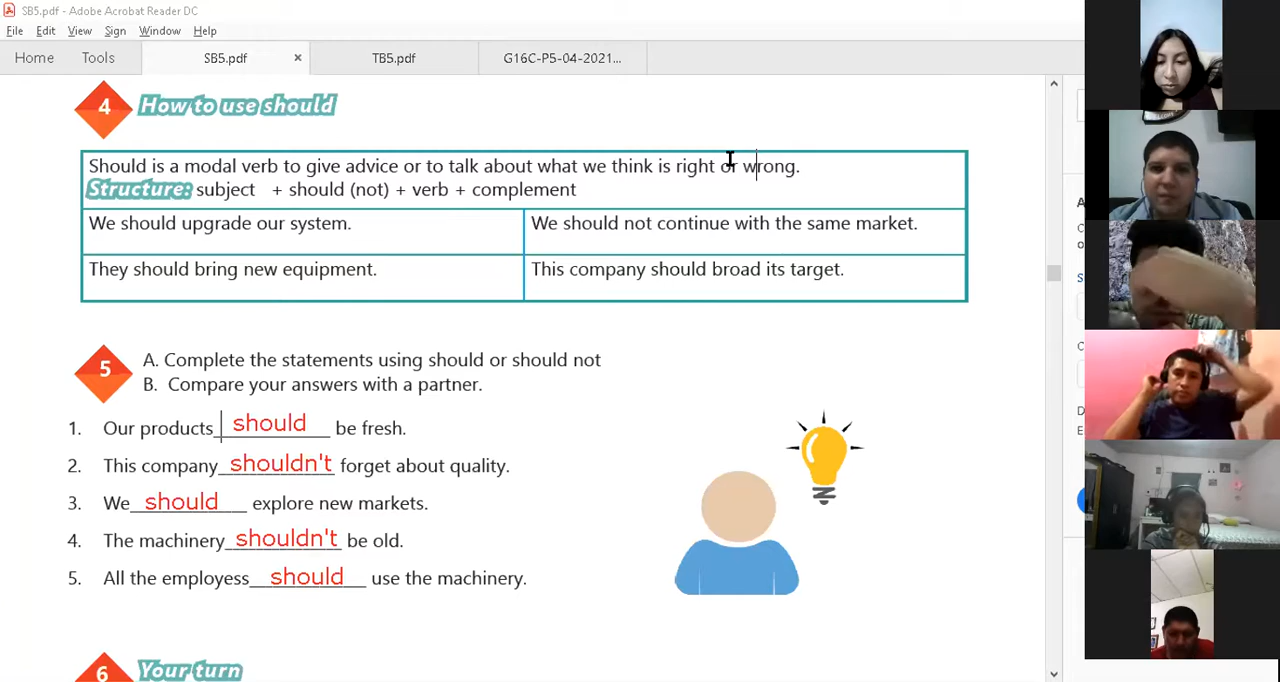 SB5.pdf - Adobe Acrobat Reader DC
File Edit View Sign Window Help
Home Tools SB5.pdf × TB5.pdf G16C-P5-04-2021...
4 How to use should
Should is a modal verb to give advice or to talk about what we think is right or wrong.
Structure: subject + should (not) + verb + complement
We should upgrade our system. We should not continue with the same market.
They should bring new equipment. This company should broad its target.
5 A. Complete the statements using should or should not
B. Compare your answers with a partner.
1. Our products should be fresh.
2. This company shouldn't forget about quality.
3. We should explore new markets.
4. The machinery shouldn't be old.
5. All the employess should use the machinery.
6 Your turn